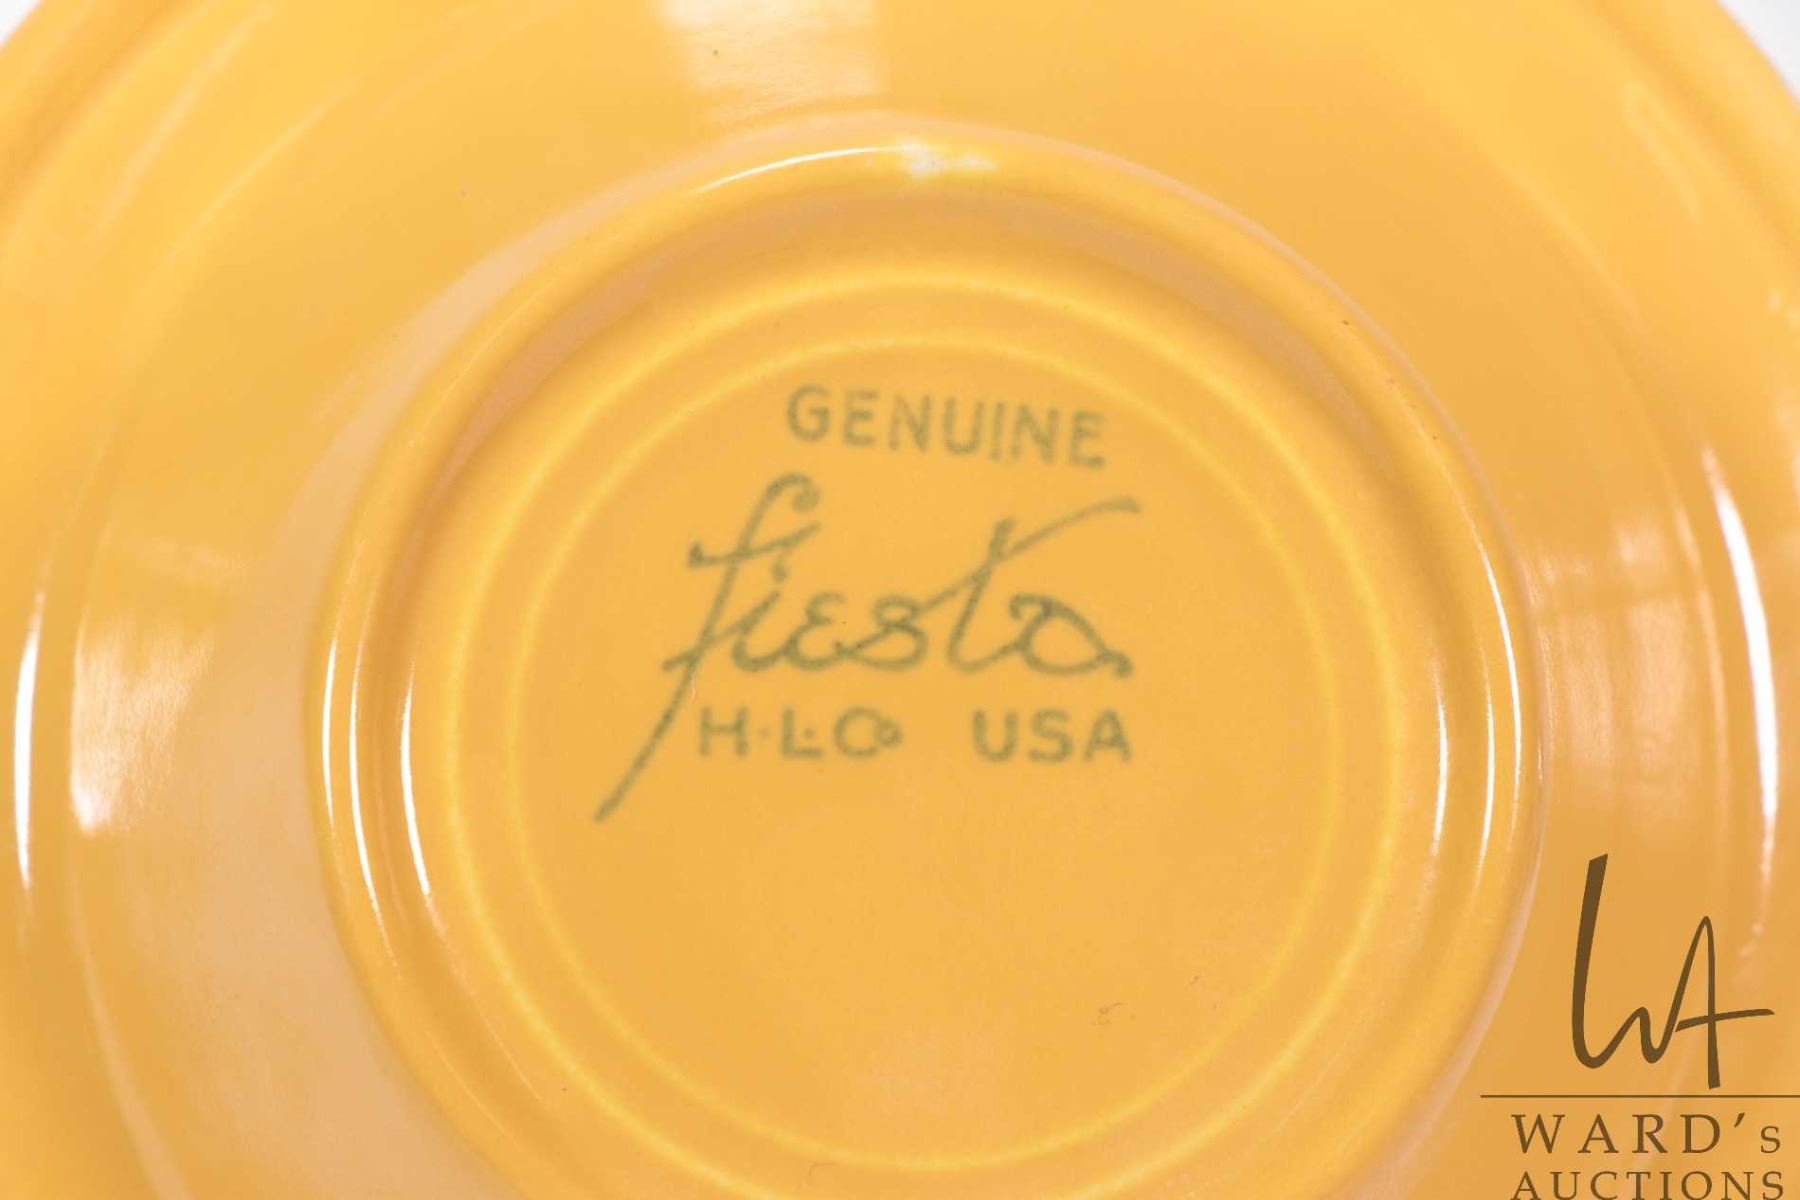 GENUINE
fiesta
H·L·Co USA
WARD's
AUCTIONS